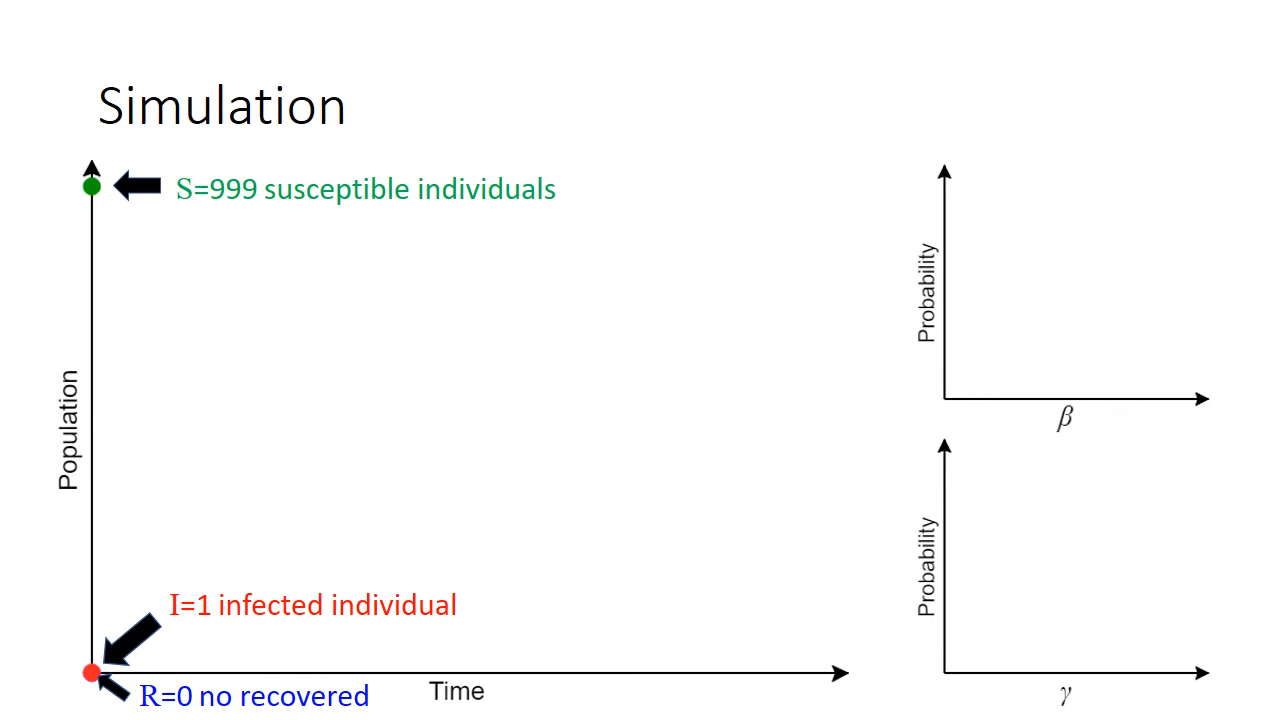 Simulation
S=999 susceptible individuals
Population
I=1 infected individual
R=0 no recovered
Time
Probability
β
Probability
γ